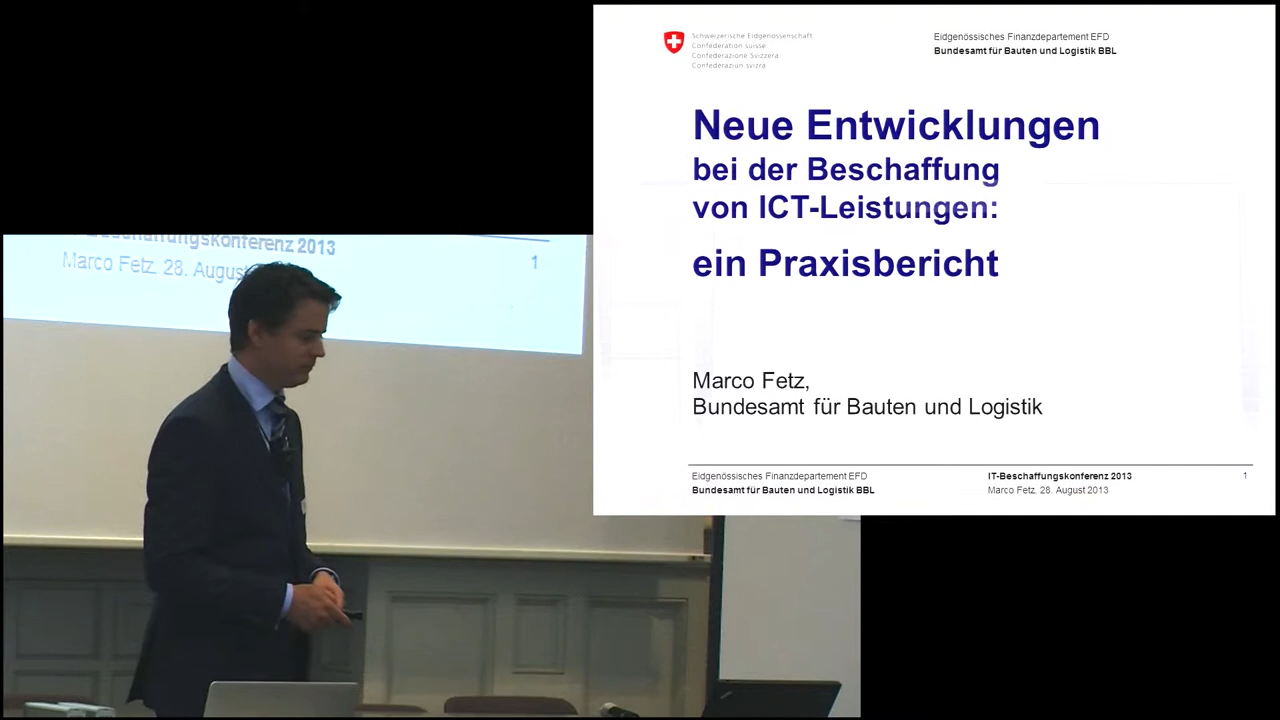 Schweizerische Eidgenossenschaft
Confédération suisse
Confederazione Svizzera
Confederaziun svizra
Eidgenössisches Finanzdepartement EFD
Bundesamt für Bauten und Logistik BBL
Neue Entwicklungen
bei der Beschaffung
von ICT-Leistungen:
ein Praxisbericht
Marco Fetz,
Bundesamt für Bauten und Logistik
Eidgenössisches Finanzdepartement EFD
Bundesamt für Bauten und Logistik BBL
IT-Beschaffungskonferenz 2013
Marco Fetz, 28. August 2013
1
Beschaffungskonferenz 2013
Marco Fetz, 28. August
1